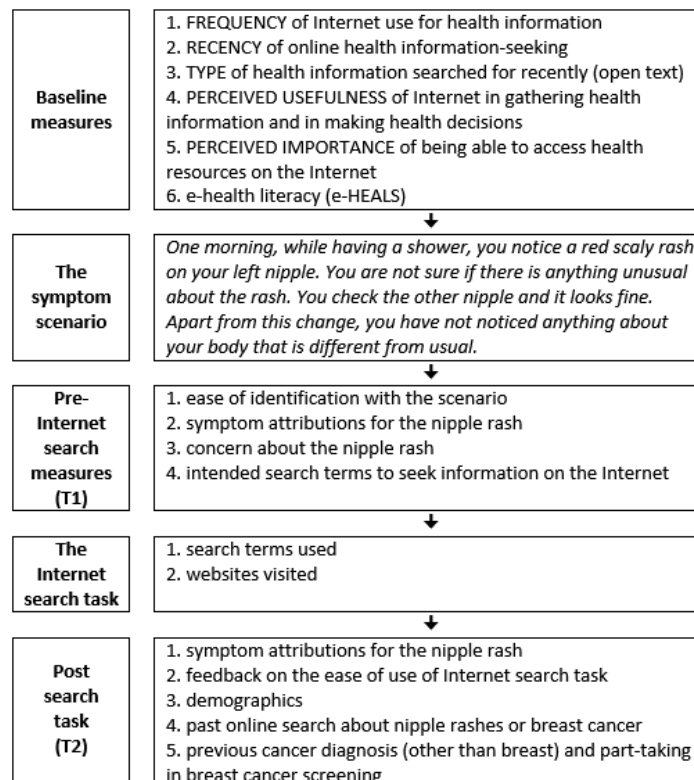 Baseline
measures
1. FREQUENCY of Internet use for health information
2. RECENCY of online health information-seeking
3. TYPE of health information searched for recently (open text)
4. PERCEIVED USEFULNESS of Internet in gathering health
information and in making health decisions
5. PERCEIVED IMPORTANCE of being able to access health
resources on the Internet
6. e-health literacy (e-HEALS)
The
symptom
scenario
One morning, while having a shower, you notice a red scaly rash
on your left nipple. You are not sure if there is anything unusual
about the rash. You check the other nipple and it looks fine.
Apart from this change, you have not noticed anything about
your body that is different from usual.
Pre-
Internet
search
measures
(T1)
1. ease of identification with the scenario
2. symptom attributions for the nipple rash
3. concern about the nipple rash
4. intended search terms to seek information on the Internet
The
Internet
search task
1. search terms used
2. websites visited
Post
search
task
(T2)
1. symptom attributions for the nipple rash
2. feedback on the ease of use of Internet search task
3. demographics
4. past online search about nipple rashes or breast cancer
5. previous cancer diagnosis (other than breast) and part-taking
in breast cancer screening